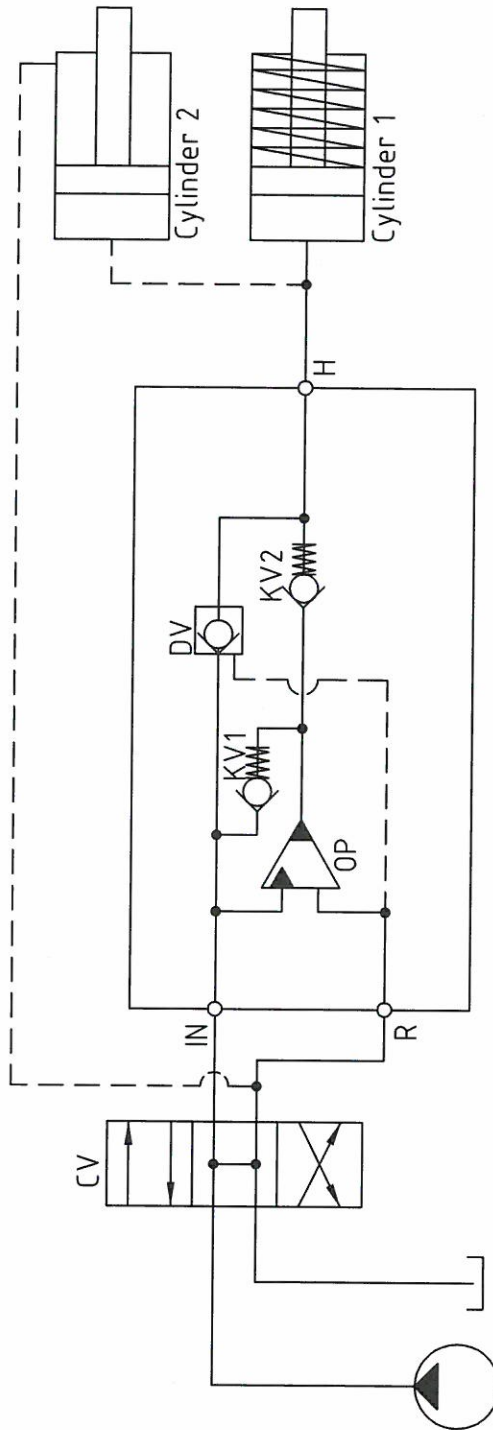 Cylinder 2
Cylinder 1
H
DV
KV2
KV1
OP
IN
R
CV